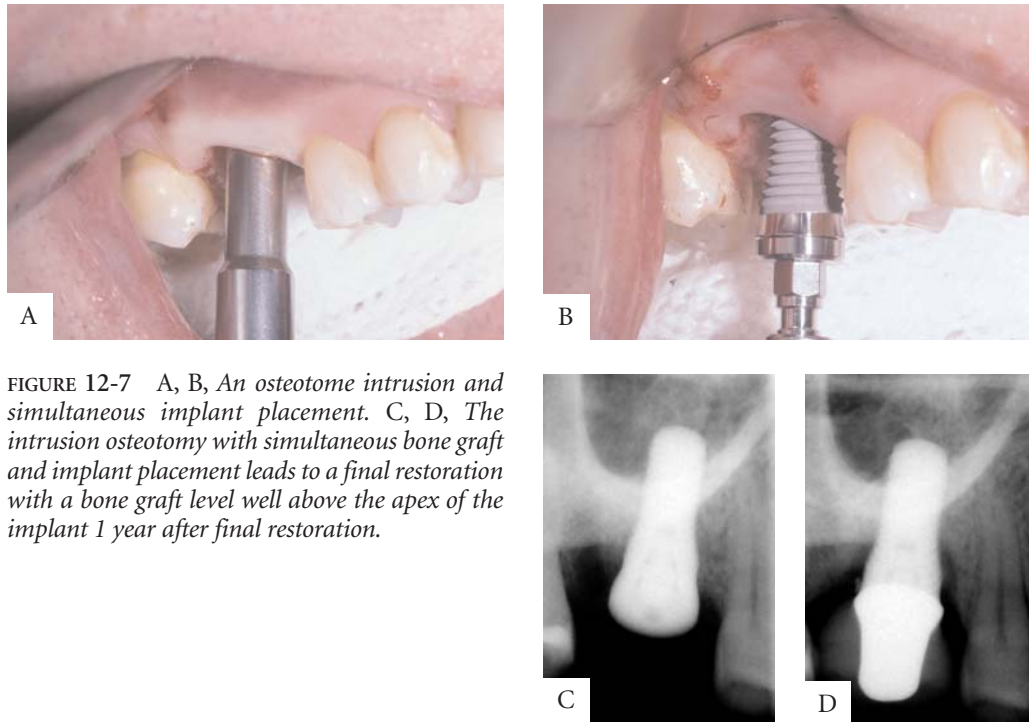 A
B
FIGURE 12-7 A, B, An osteotome intrusion and
simultaneous implant placement. C, D, The
intrusion osteotomy with simultaneous bone graft
and implant placement leads to a final restoration
with a bone graft level well above the apex of the
implant 1 year after final restoration.
C
D